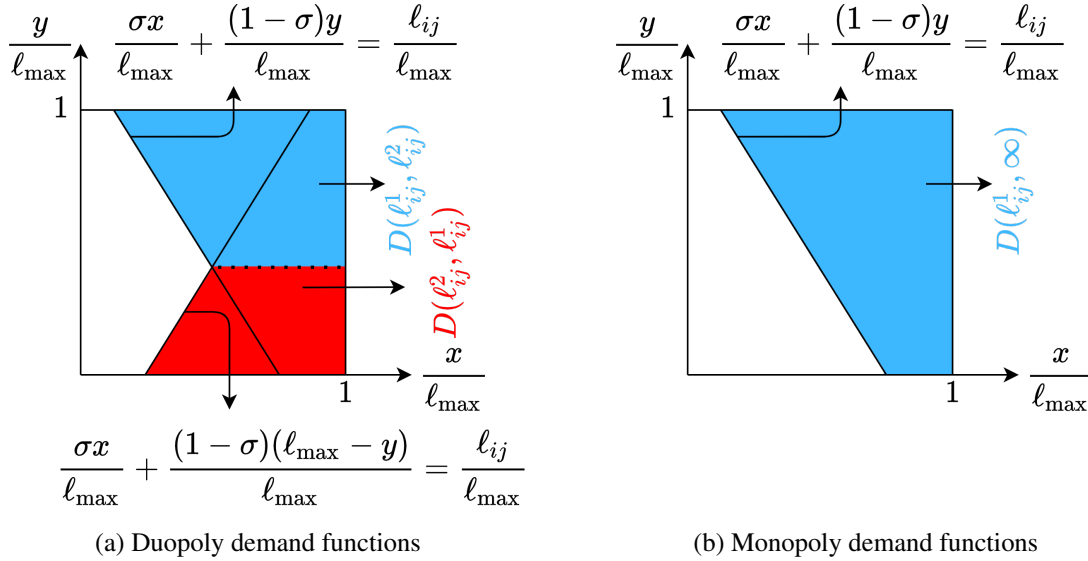 y/ℓ_max
σx/ℓ_max + (1 − σ)y/ℓ_max = ℓ_ij/ℓ_max
1
D(ℓ^1_ij, ℓ^2_ij)
D(ℓ^2_ij, ℓ^1_ij)
1
x/ℓ_max
σx/ℓ_max + (1 − σ)(ℓ_max − y)/ℓ_max = ℓ_ij/ℓ_max
(a) Duopoly demand functions
y/ℓ_max
σx/ℓ_max + (1 − σ)y/ℓ_max = ℓ_ij/ℓ_max
1
D(ℓ^1_ij, ∞)
1
x/ℓ_max
(b) Monopoly demand functions